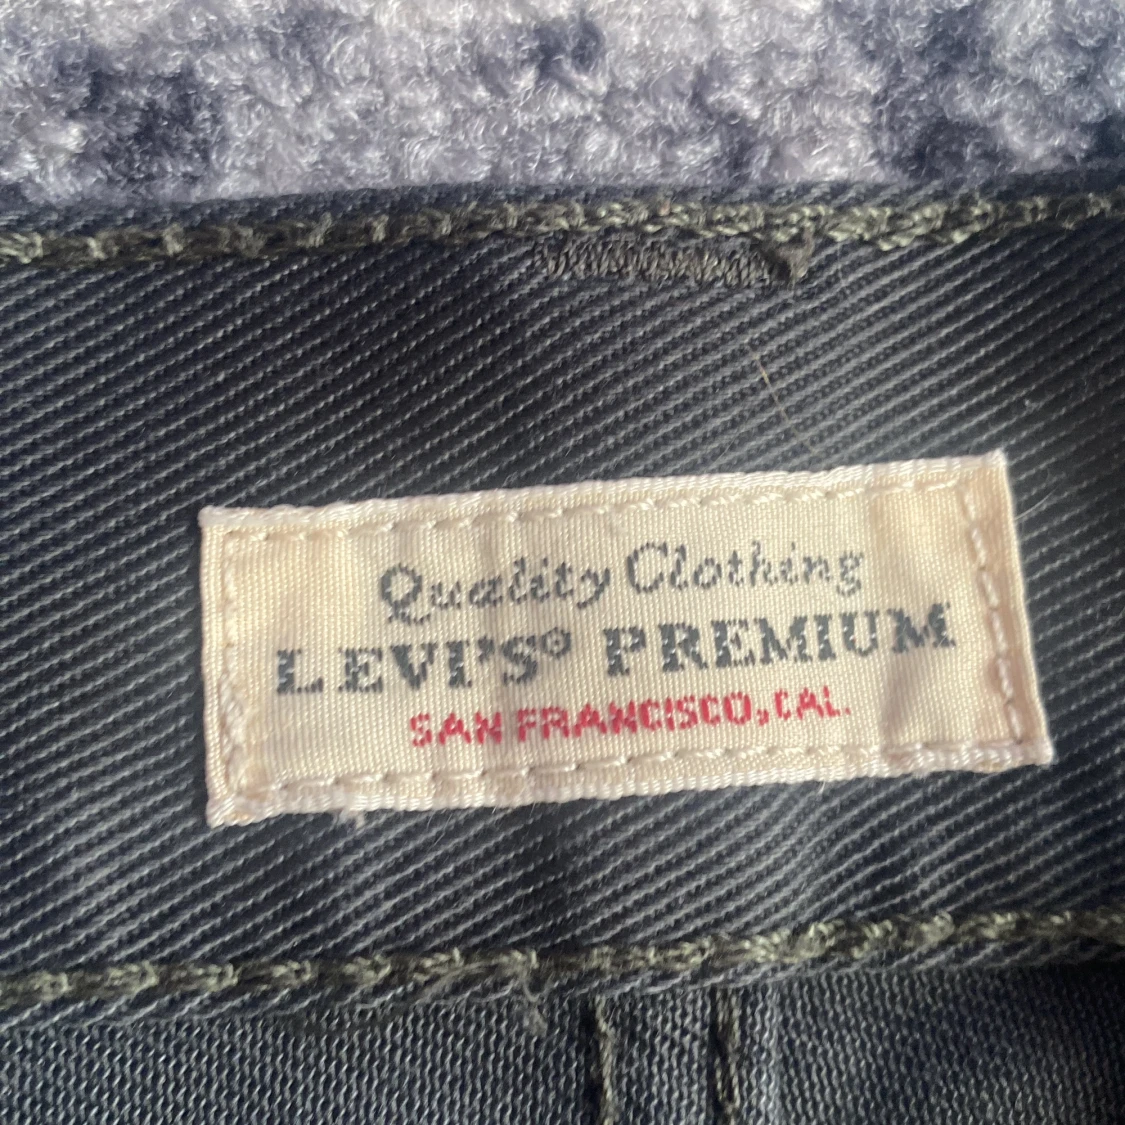 Quality Clothing
LEVI'S® PREMIUM
SAN FRANCISCO, CAL.